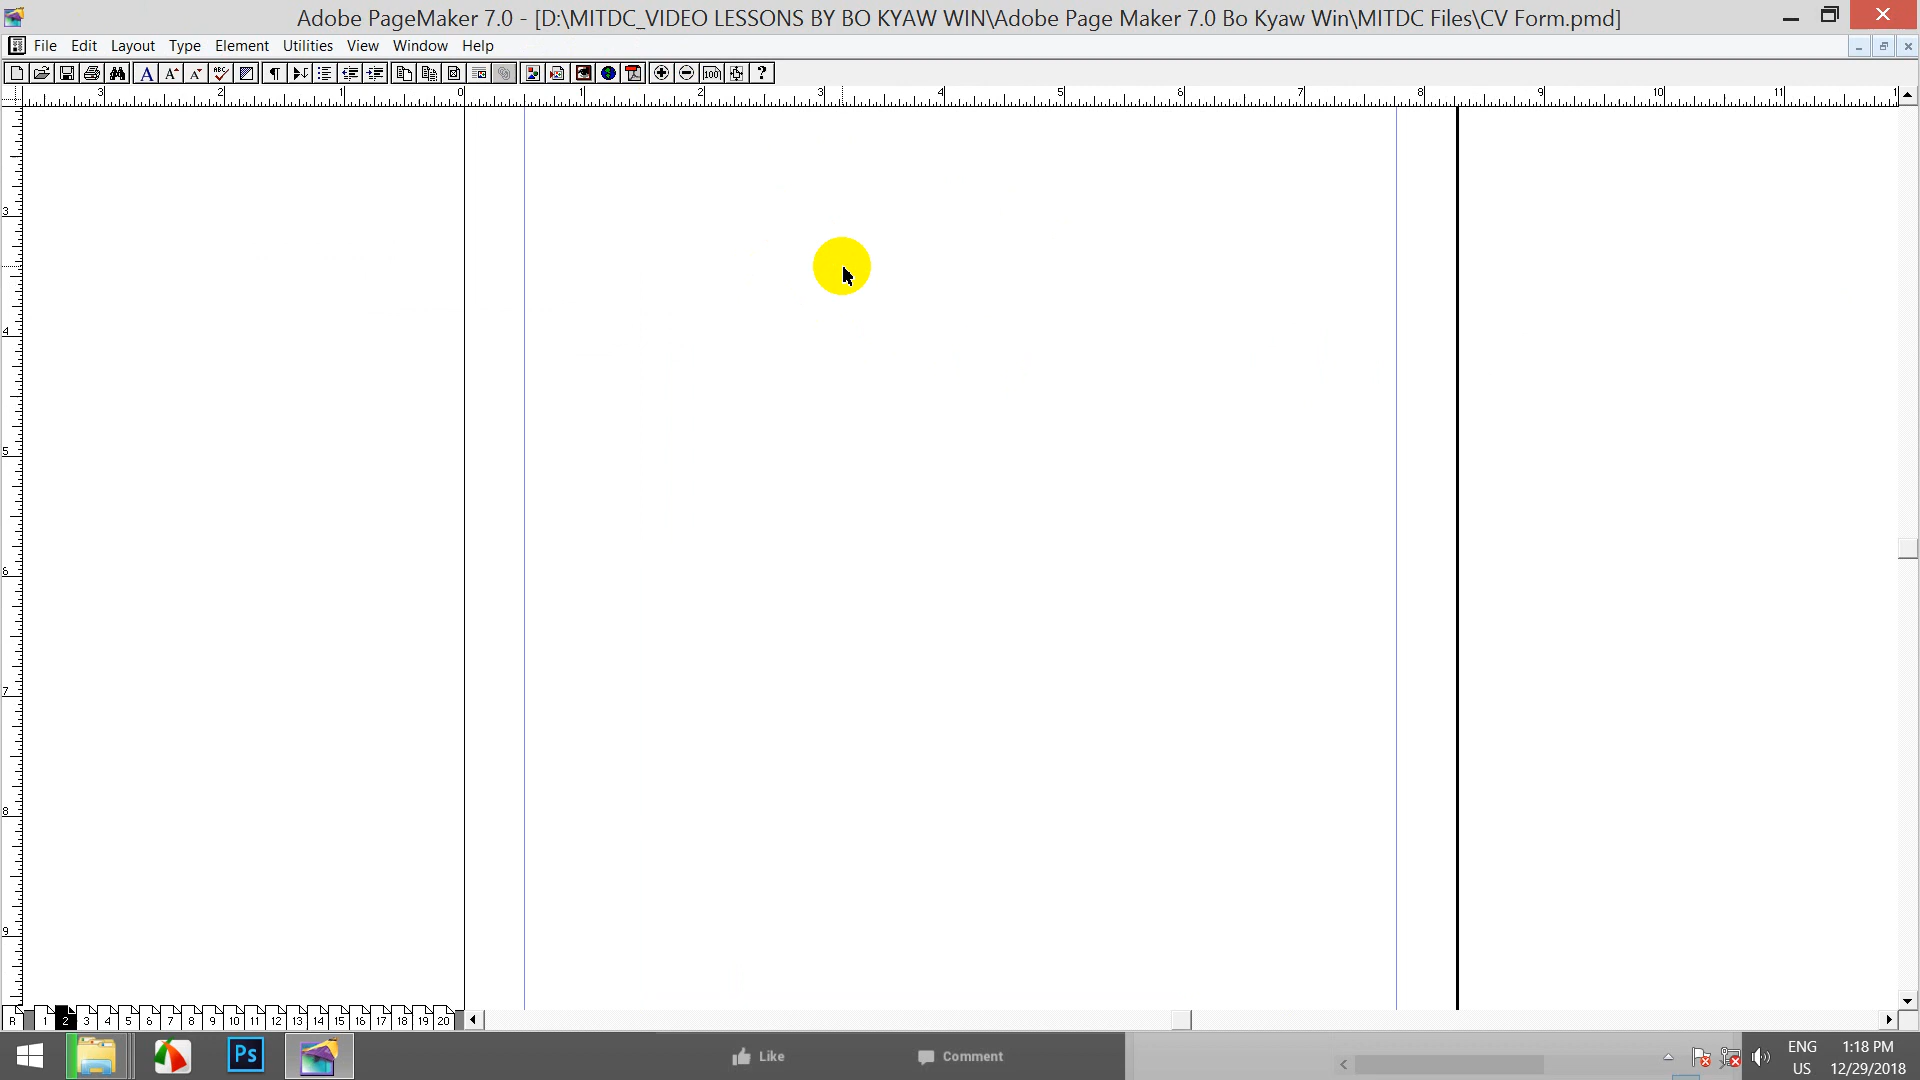 Adobe PageMaker 7.0 - [D:\MITDC_VIDEO LESSONS BY BO KYAW WIN\Adobe Page Maker 7.0 Bo Kyaw Win\MITDC Files\CV Form.pmd]
File Edit Layout Type Element Utilities View Window Help
3 2 1 0 1 2 3 4 5 6 7 8 9 10 11 1
3
4
5
6
7
8
9
R 1 2 3 4 5 6 7 8 9 10 11 12 13 14 15 16 17 18 19 20
Ps Like Comment ENG 1:18 PM
US 12/29/2018